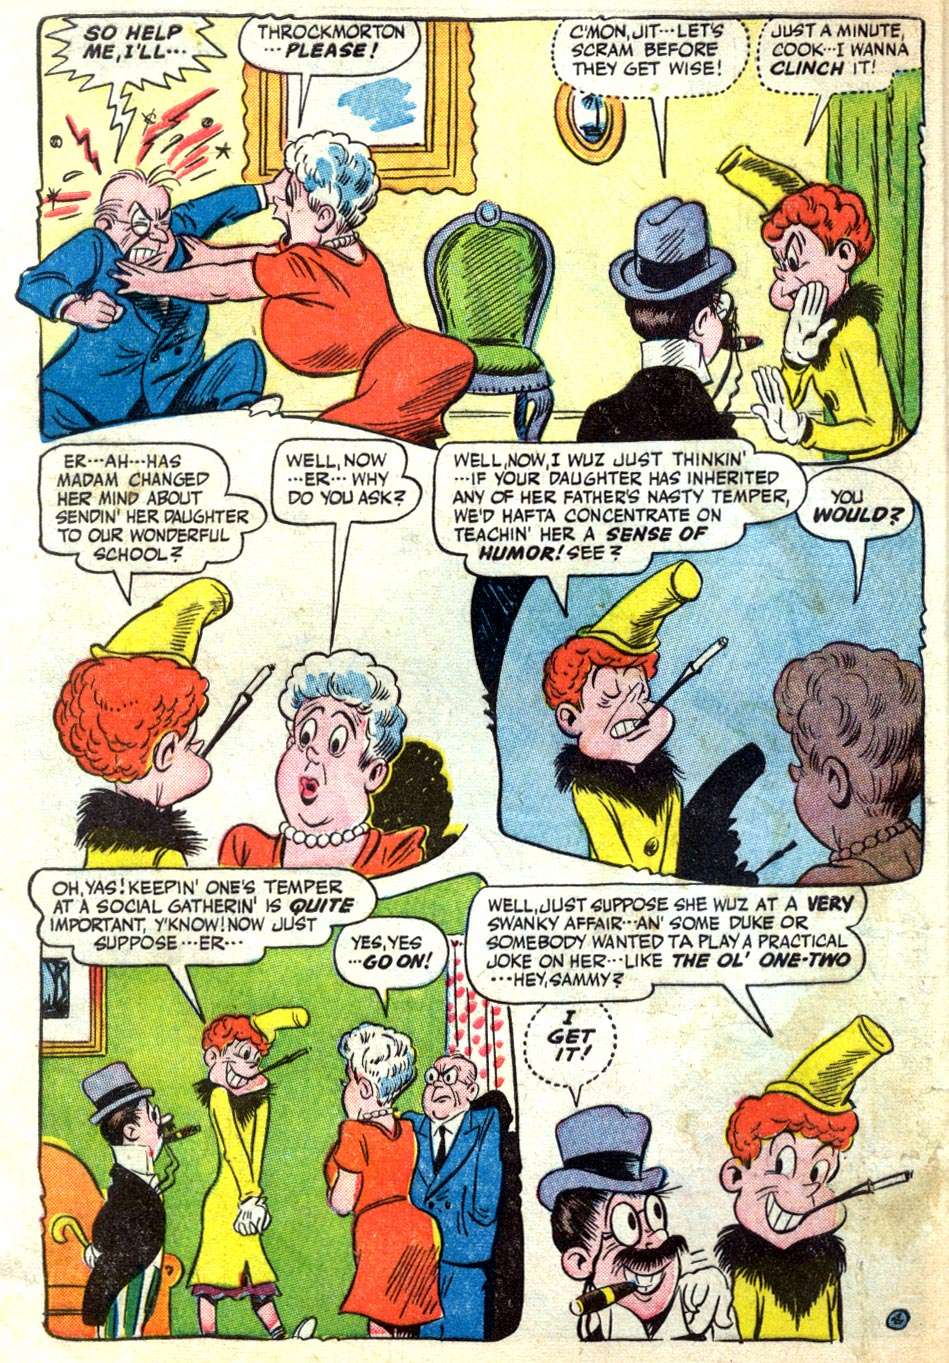 SO HELP
ME, I'LL---
THROCKMORTON
---PLEASE!
C'MON, JIT---LET'S
SCRAM BEFORE
THEY GET WISE!
JUST A MINUTE,
COOK---I WANNA
CLINCH IT!
ER---AH---HAS
MADAM CHANGED
HER MIND ABOUT
SENDIN' HER DAUGHTER
TO OUR WONDERFUL
SCHOOL?
WELL, NOW
---ER---WHY
DO YOU ASK?
WELL, NOW, I WUZ JUST THINKIN'
---IF YOUR DAUGHTER HAS INHERITED
ANY OF HER FATHER'S NASTY TEMPER,
WE'D HAFTA CONCENTRATE ON
TEACHIN' HER A SENSE OF
HUMOR! SEE?
YOU
WOULD?
OH, YAS! KEEPIN' ONE'S TEMPER
AT A SOCIAL GATHERIN' IS QUITE
IMPORTANT, Y'KNOW! NOW JUST
SUPPOSE---ER---
YES, YES
---GO ON!
WELL, JUST SUPPOSE SHE WUZ AT A VERY
SWANKY AFFAIR---AN' SOME DUKE OR
SOMEBODY WANTED TA PLAY A PRACTICAL
JOKE ON HER---LIKE THE OL' ONE-TWO
---HEY, SAMMY?
I
GET
IT!